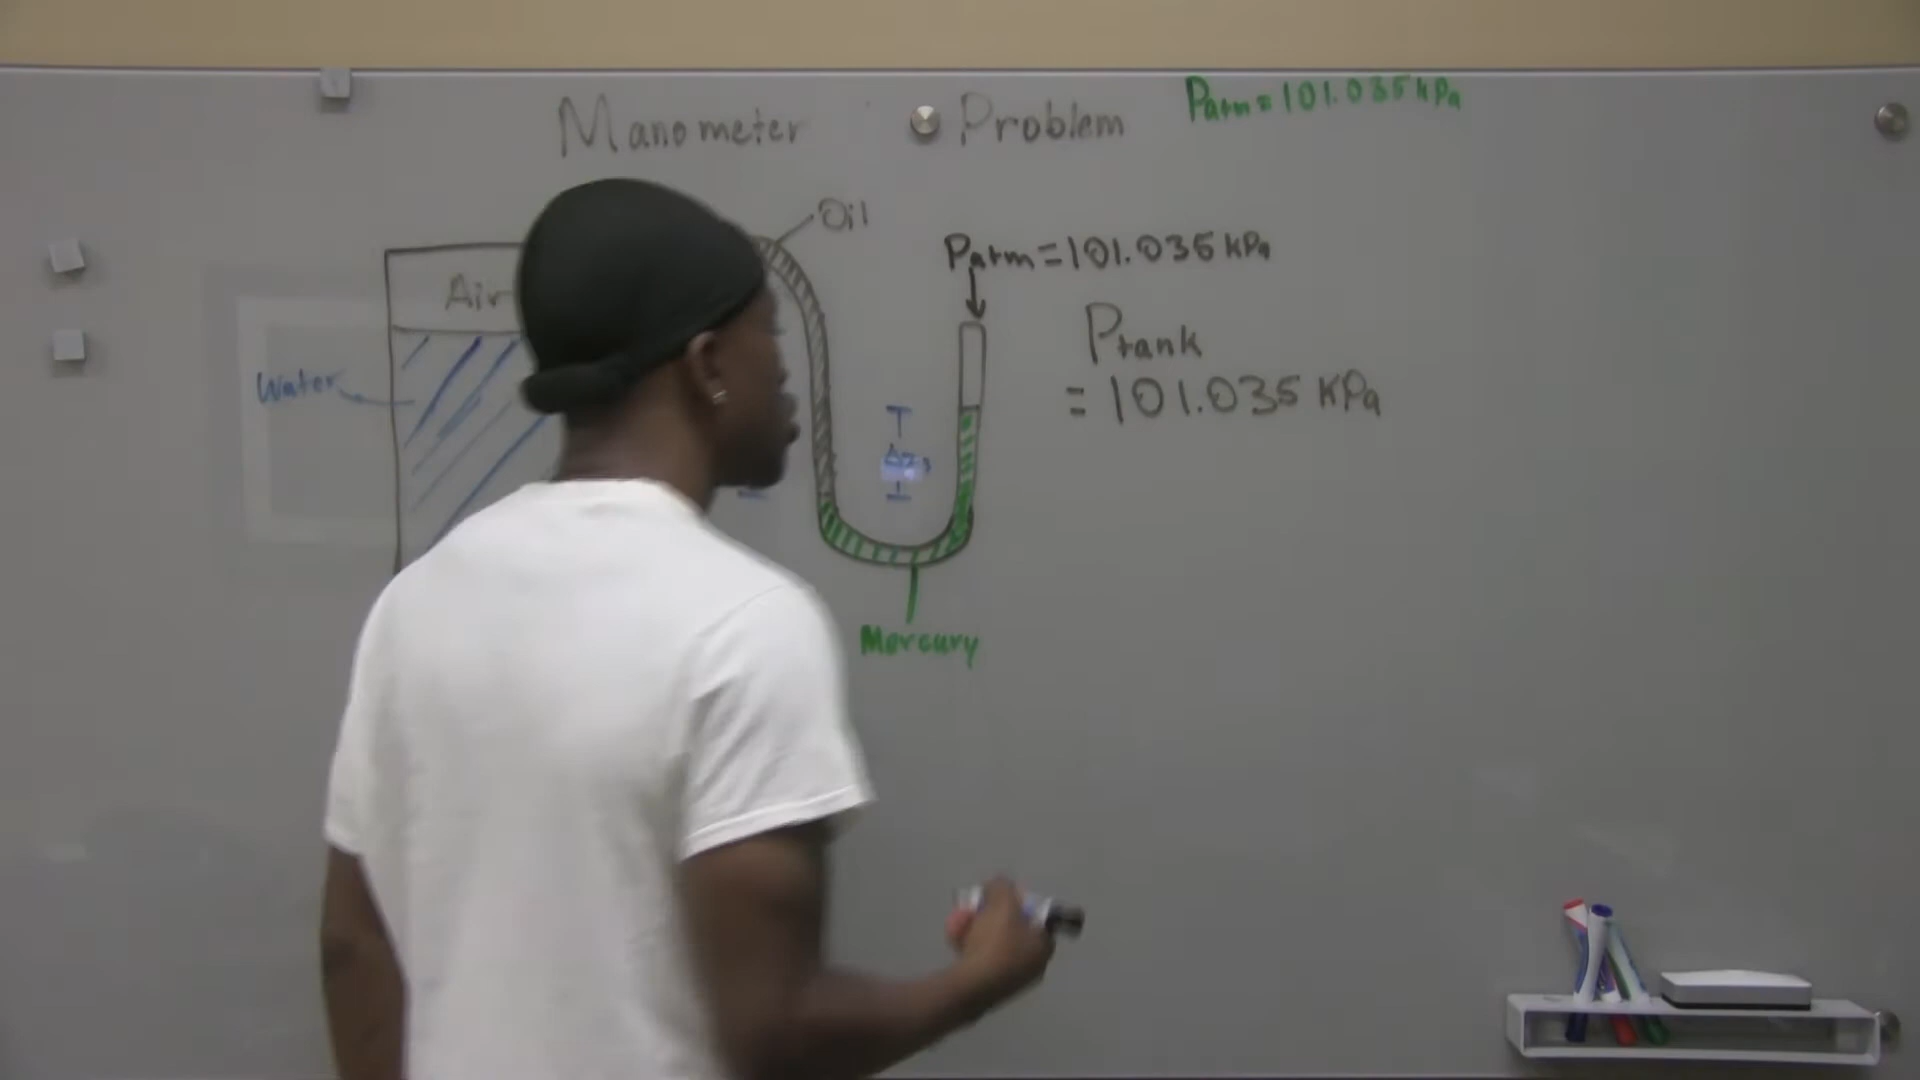 Manometer Problem
Patm = 101.035 kPa
Oil
Patm = 101.035 kPa
Air
Ptank
= 101.035 KPa
Water
Mercury